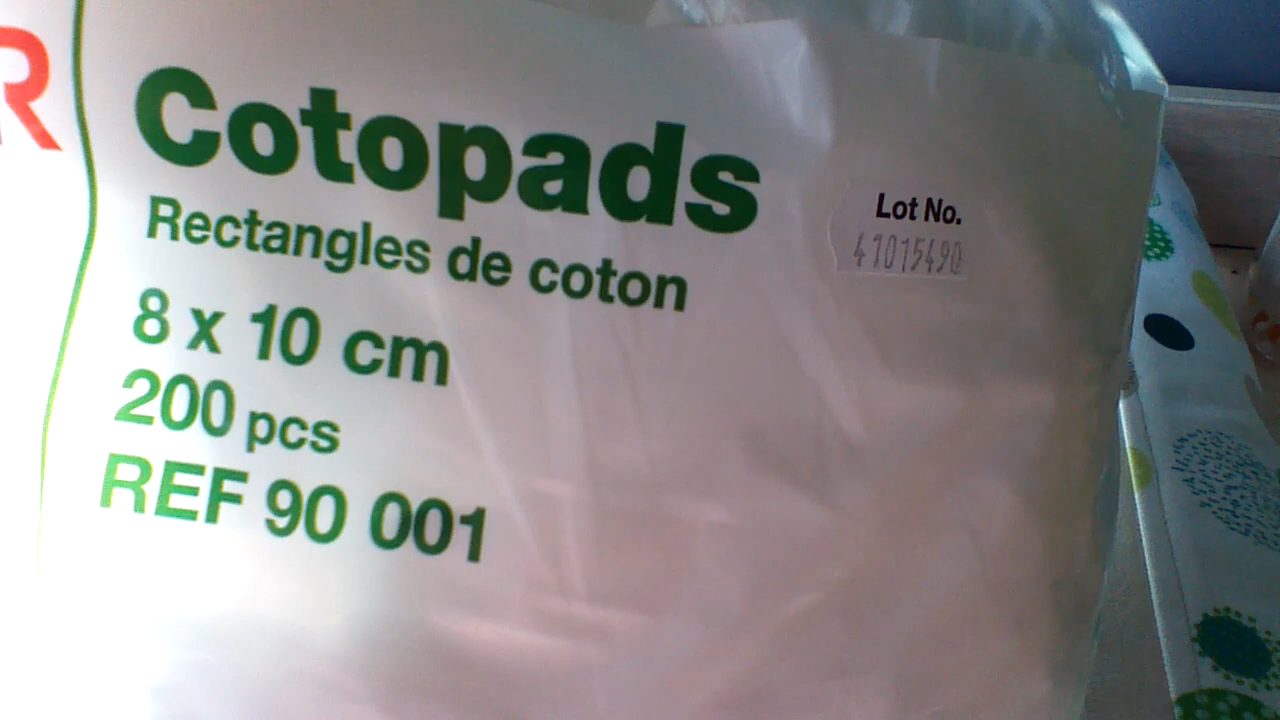 R
Cotopads
Rectangles de coton
8 x 10 cm
200 pcs
REF 90 001
Lot No.
41015490